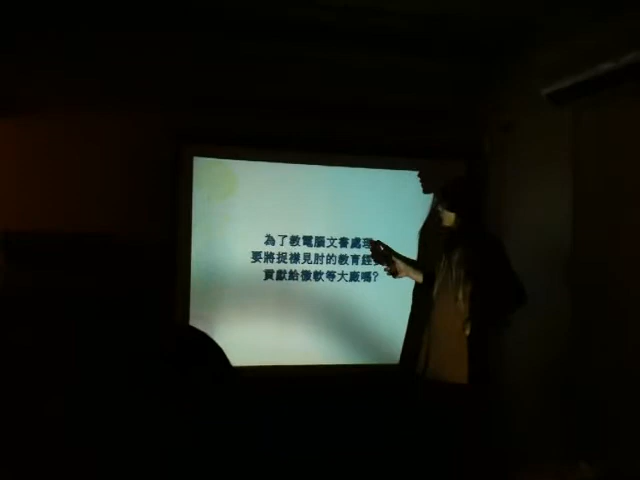 為了教電腦文書處理
要將捉襟見肘的教育經
貢獻給微軟等大廠嗎?